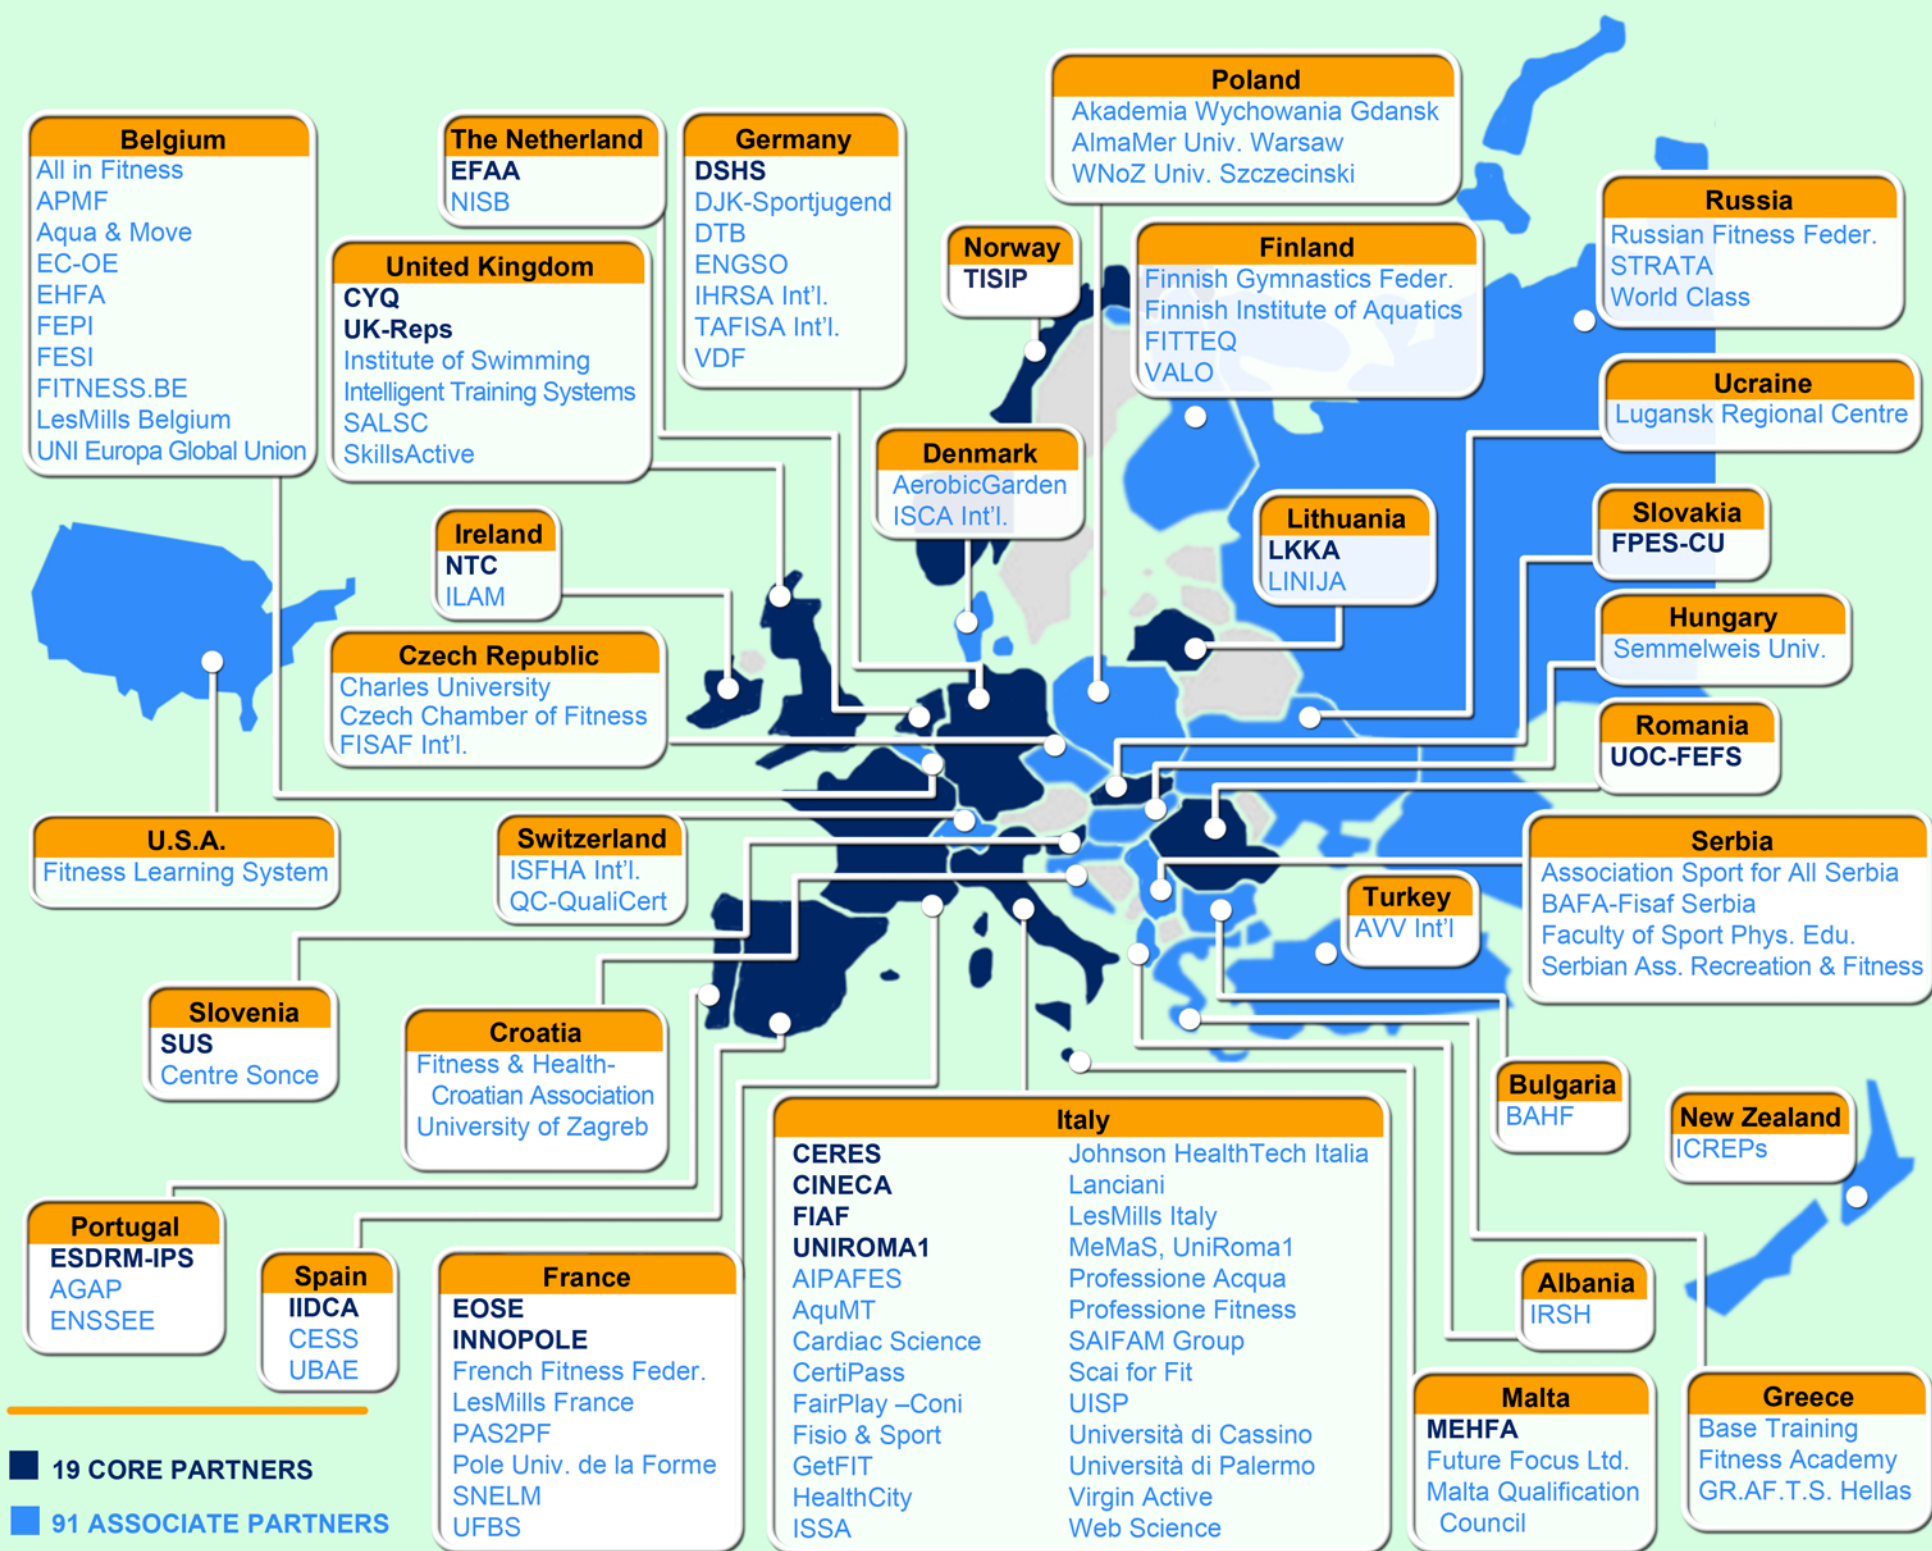 Poland
Akademia Wychowania Gdansk
AlmaMer Univ. Warsaw
WNoZ Univ. Szczecinski
Belgium
All in Fitness
APMF
Aqua & Move
EC-OE
EHFA
FEPI
FESI
FITNESS.BE
LesMills Belgium
UNI Europa Global Union
The Netherland
EFAA
NISB
Germany
DSHS
DJK-Sportjugend
DTB
ENGSO
IHRSA Int'l.
TAFISA Int'l.
VDF
United Kingdom
CYQ
UK-Reps
Institute of Swimming
Intelligent Training Systems
SALSC
SkillsActive
Norway
TISIP
Finland
Finnish Gymnastics Feder.
Finnish Institute of Aquatics
FITTEQ
VALO
Russia
Russian Fitness Feder.
STRATA
World Class
Ucraine
Lugansk Regional Centre
Denmark
AerobicGarden
ISCA Int'l.
Lithuania
LKKA
LINIJA
Slovakia
FPES-CU
Ireland
NTC
ILAM
Hungary
Semmelweis Univ.
Czech Republic
Charles University
Czech Chamber of Fitness
FISAF Int'l.
Romania
UOC-FEFS
U.S.A.
Fitness Learning System
Switzerland
ISFHA Int'l.
QC-QualiCert
Serbia
Association Sport for All Serbia
BAFA-Fisaf Serbia
Faculty of Sport Phys. Edu.
Serbian Ass. Recreation & Fitness
Turkey
AVV Int'l
Slovenia
SUS
Centre Sonce
Croatia
Fitness & Health-
Croatian Association
University of Zagreb
Bulgaria
BAHF
New Zealand
ICREPs
Italy
CERES
CINECA
FIAF
UNIROMA1
AIPAFES
AquMT
Cardiac Science
CertiPass
FairPlay –Coni
Fisio & Sport
GetFIT
HealthCity
ISSA
Johnson HealthTech Italia
Lanciani
LesMills Italy
MeMaS, UniRoma1
Professione Acqua
Professione Fitness
SAIFAM Group
Scai for Fit
UISP
Università di Cassino
Università di Palermo
Virgin Active
Web Science
Portugal
ESDRM-IPS
AGAP
ENSSEE
Spain
IIDCA
CESS
UBAE
France
EOSE
INNOPOLE
French Fitness Feder.
LesMills France
PAS2PF
Pole Univ. de la Forme
SNELM
UFBS
Albania
IRSH
Malta
MEHFA
Future Focus Ltd.
Malta Qualification
Council
Greece
Base Training
Fitness Academy
GR.AF.T.S. Hellas
19 CORE PARTNERS
91 ASSOCIATE PARTNERS